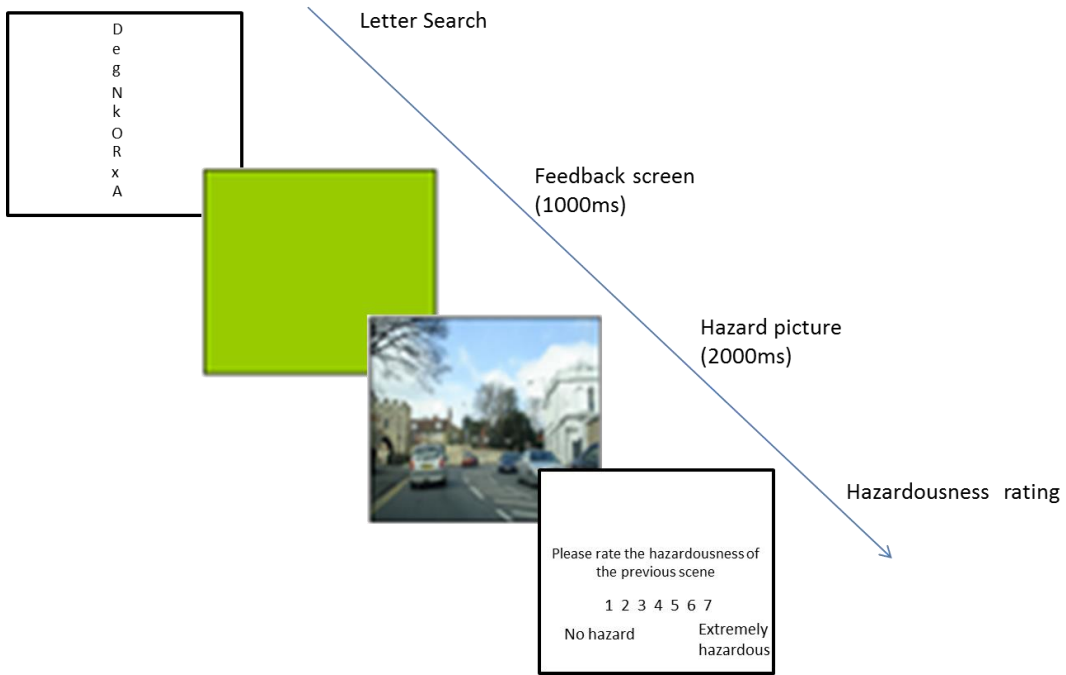 D
e
g
N
k
O
R
x
A
Letter Search
Feedback screen
(1000ms)
Hazard picture
(2000ms)
Hazardousness rating
Please rate the hazardousness of
the previous scene
1 2 3 4 5 6 7
No hazard
Extremely
hazardous